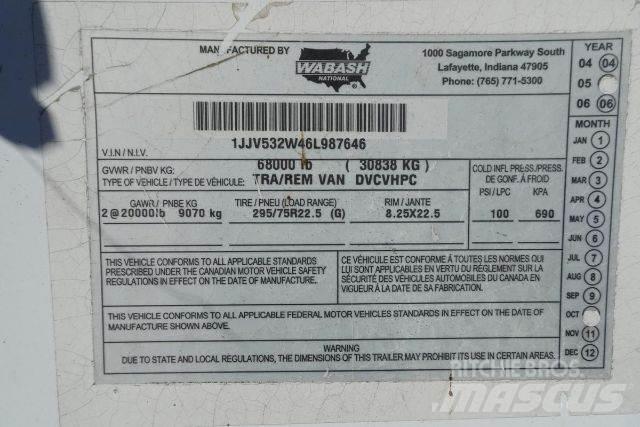 MANUFACTURED BY
WABASH
NATIONAL®
1000 Sagamore Parkway South
Lafayette, Indiana 47905
Phone: (765) 771-5300
1JJV532W46L987646
V.I.N / N.I.V.
GVWR / PNBV KG: 68000 lb ( 30838 KG )
TYPE OF VEHICLE / TYPE DE VEHICULE: TRA/REM VAN DVCVHPC
COLD INFL PRESS/PRESS.
DE GONF. À FROID
PSI / LPC KPA
100 690
GAWR / PNBE KG TIRE / PNEU (LOAD RANGE) RIM / JANTE
2@20000lb 9070 kg 295/75R22.5 (G) 8.25X22.5
THIS VEHICLE CONFORMS TO ALL APPLICABLE STANDARDS
PRESCRIBED UNDER THE CANADIAN MOTOR VEHICLE SAFETY
REGULATIONS IN EFFECT ON THE DATE OF MANUFACTURE
CE VÉHICULE EST CONFORME À TOUTES LES NORMES QUI
LUI SONT APPLICABLES EN VERTU DU RÈGLEMENT SUR LA
SÉCURITÉ DES VÉHICULES AUTOMOBILES DU CANADA EN
VIGUEUR À LA DATE DE SA FABRICATION.
THIS VEHICLE CONFORMS TO ALL APPLICABLE FEDERAL MOTOR VEHICLES STANDARDS IN EFFECT ON THE DATE OF
MANUFACTURE SHOWN ABOVE.
WARNING
DUE TO STATE AND LOCAL REGULATIONS, THE DIMENSIONS OF THIS TRAILER MAY PROHIBIT ITS USE IN CERTAIN AREAS.
YEAR
04 04
05
06 06
MONTH
JAN 1
FEB 2
MAR 3
APR 4
MAY 5
JUN 6
JUL 7
AUG 8
SEP 9
OCT
NOV 11
DEC 12
RITCHIE BROS.
MASCUS